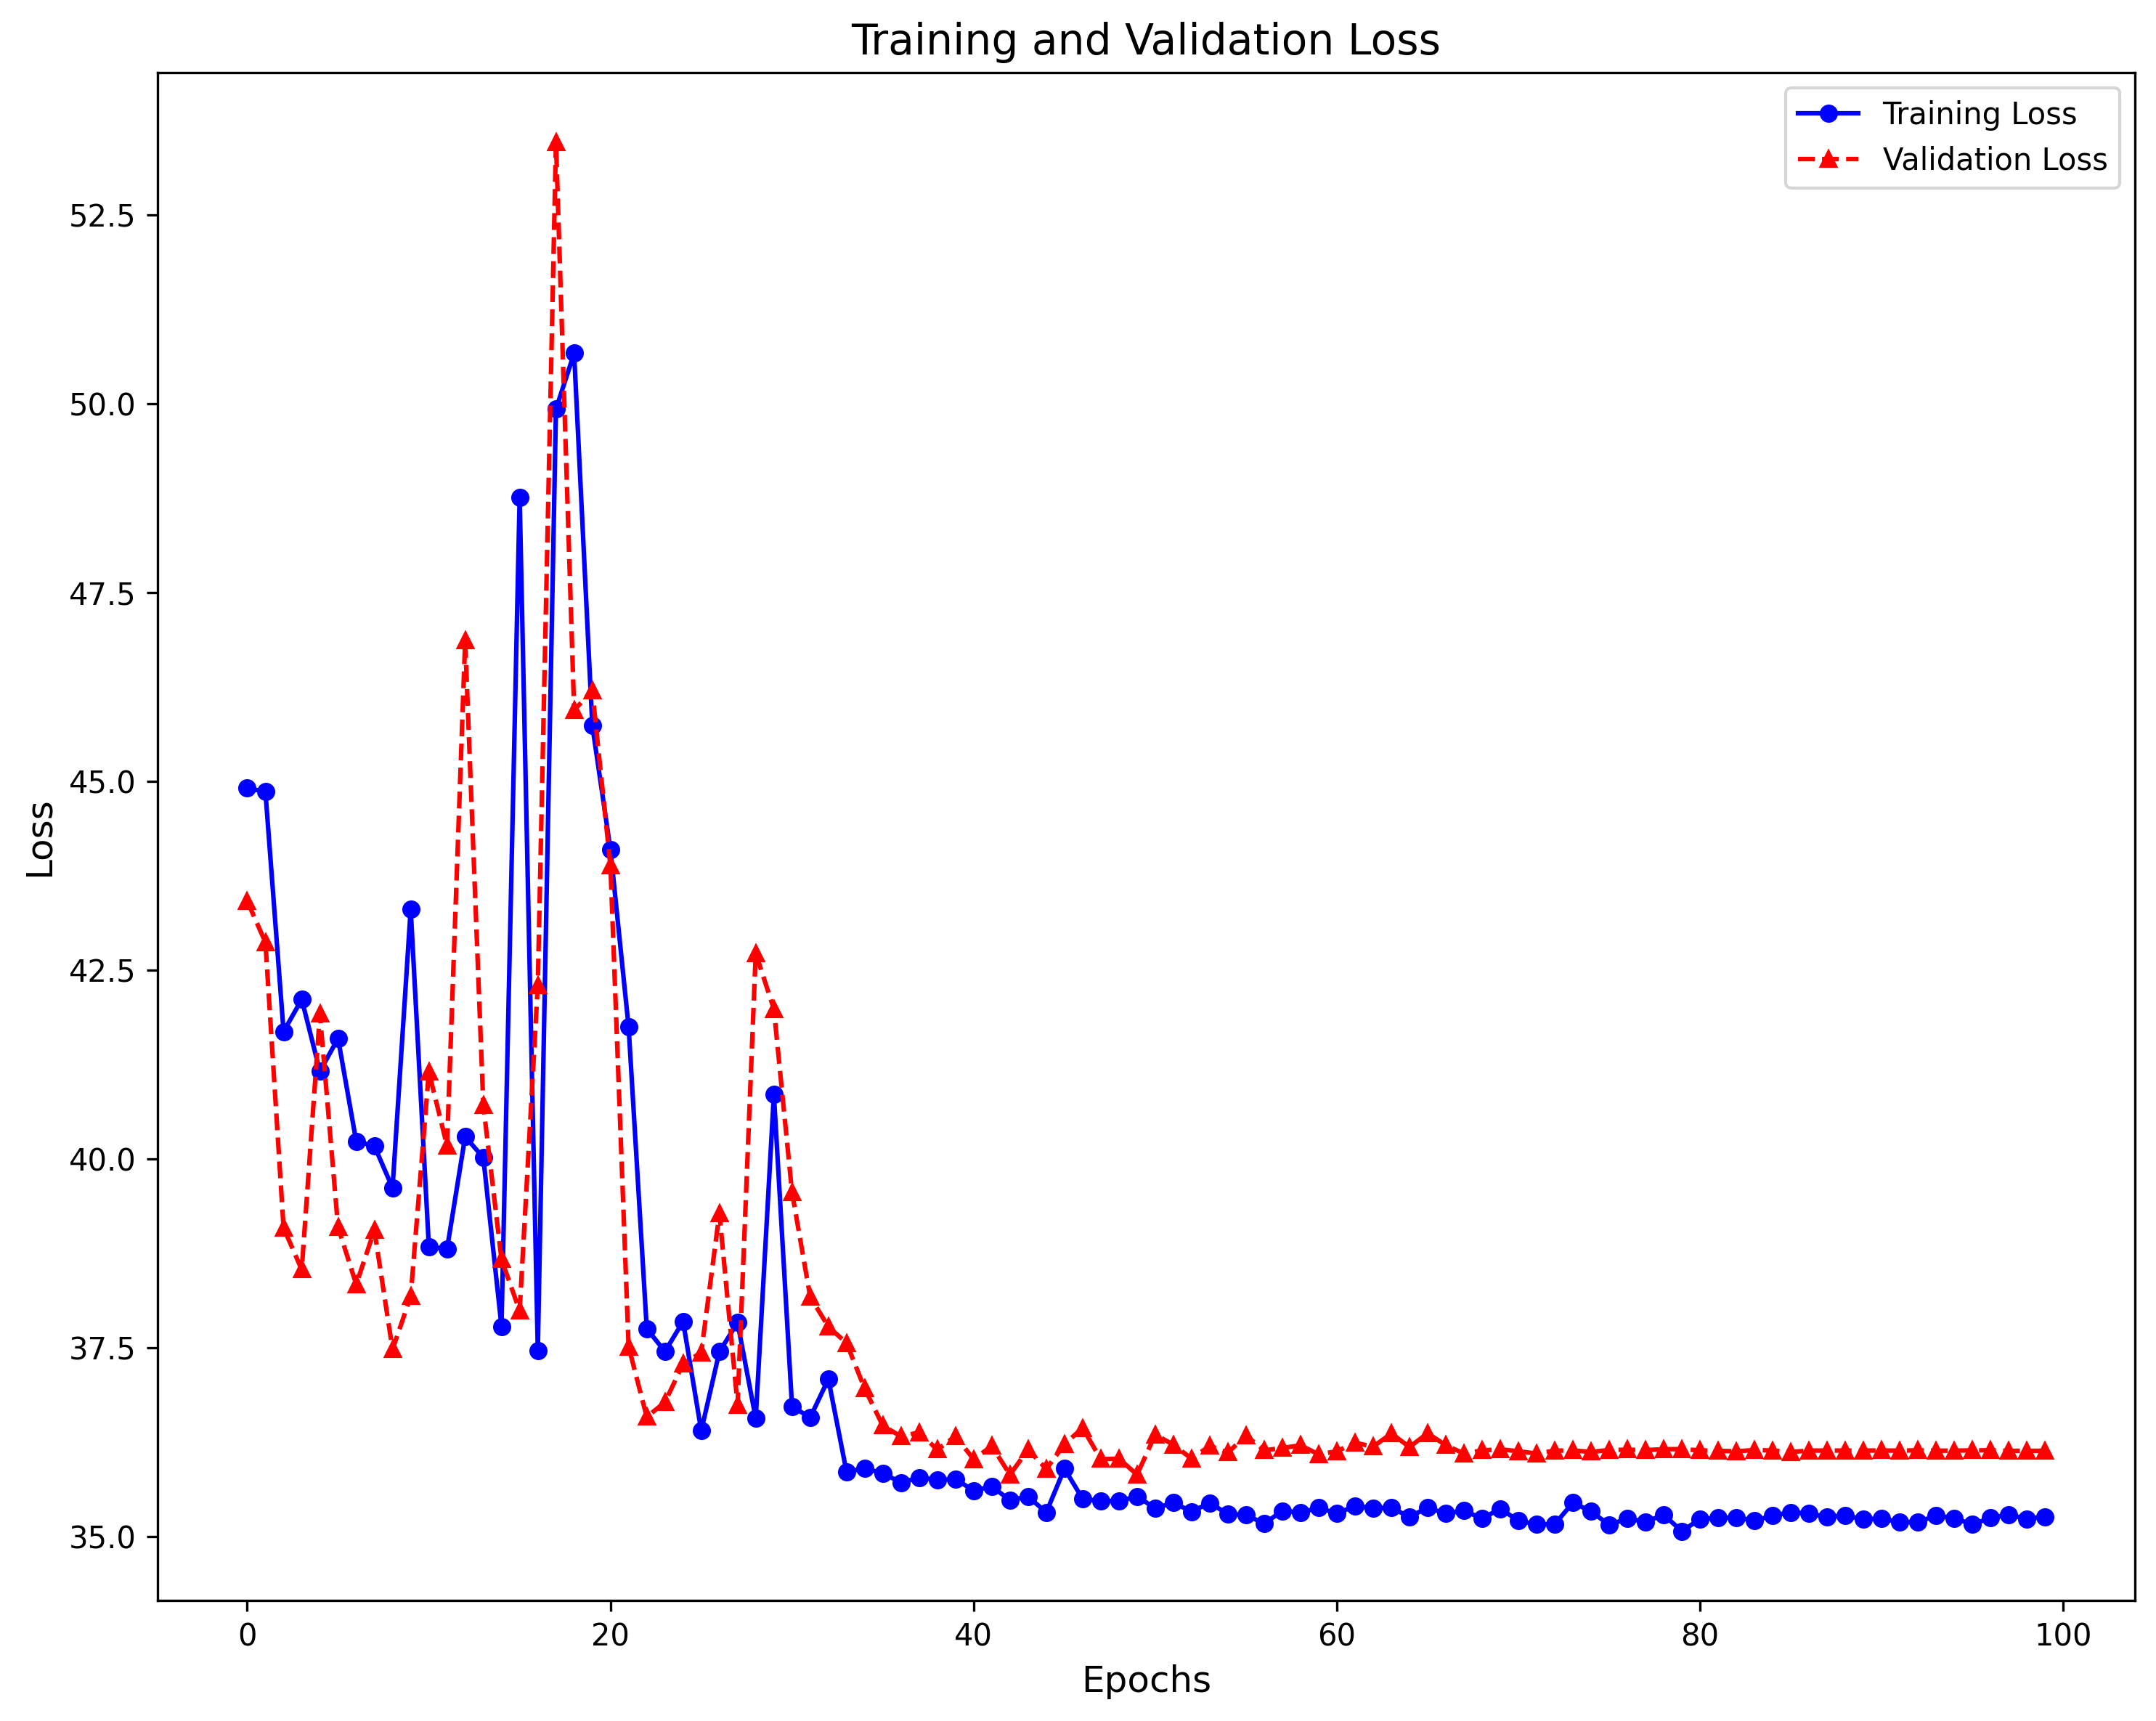 Training and Validation Loss
Training Loss
Validation Loss
52.5
50.0
47.5
45.0
42.5
40.0
37.5
35.0
Loss
0 20 40 60 80 100
Epochs